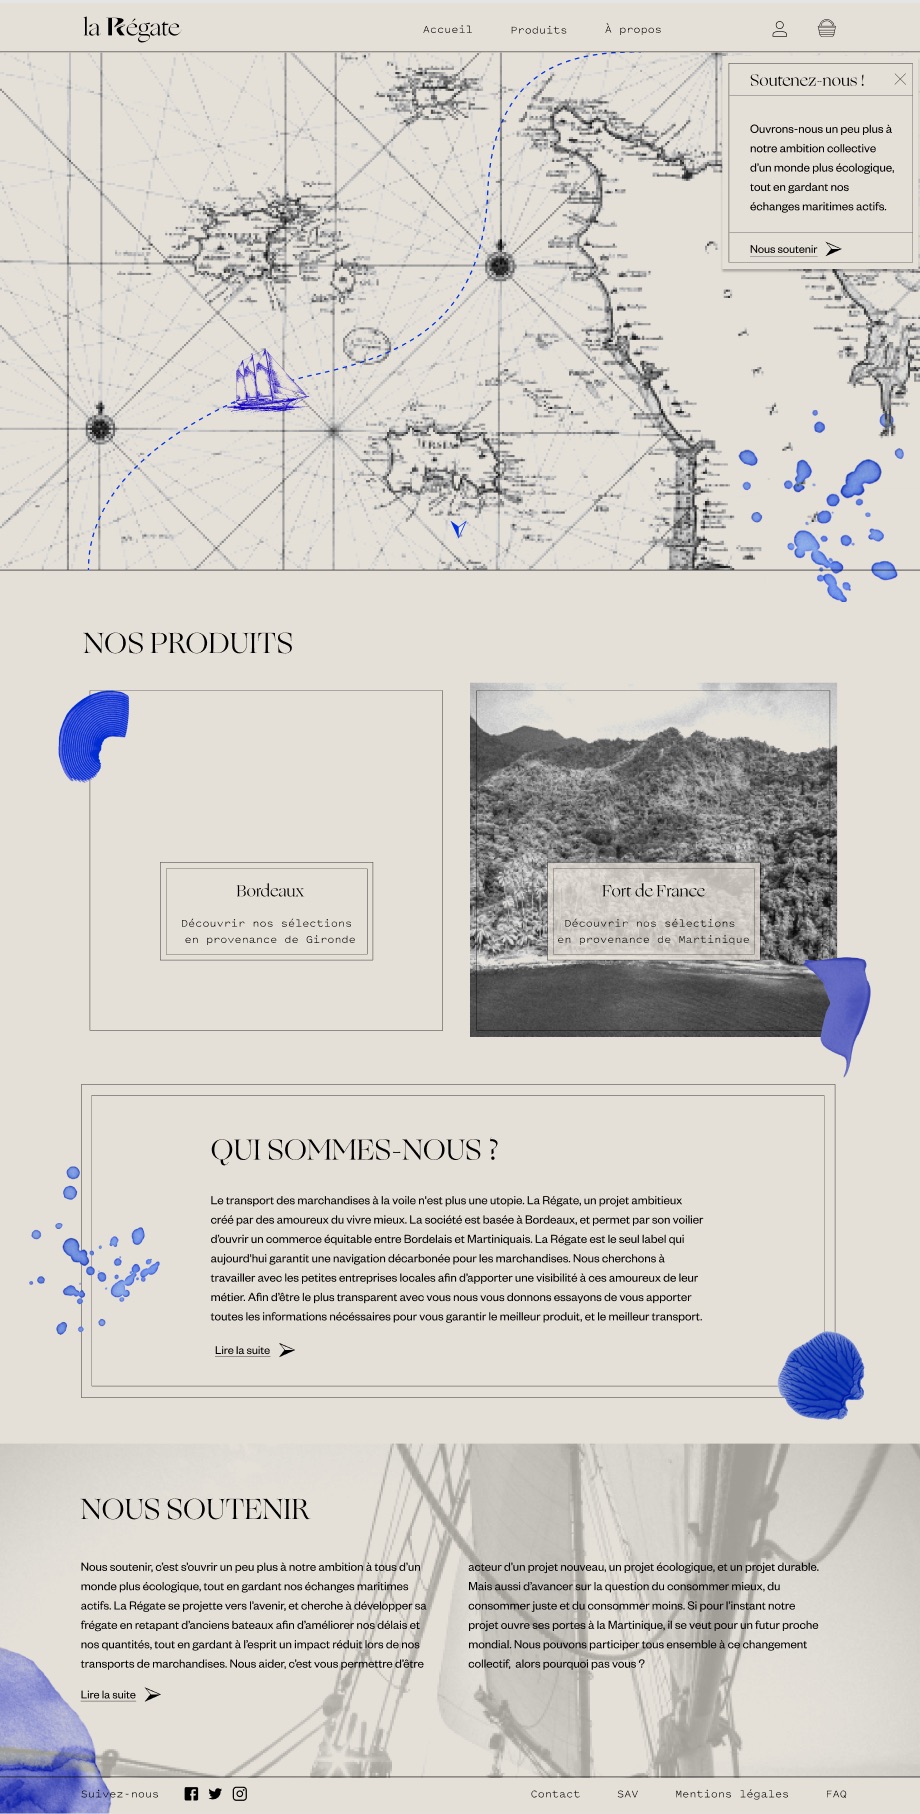 la Régate
Accueil
Produits
À propos
Soutenez-nous !
Ouvrons-nous un peu plus à
notre ambition collective
d'un monde plus écologique,
tout en gardant nos
échanges maritimes actifs.
Nous soutenir
NOS PRODUITS
Bordeaux
Découvrir nos sélections
en provenance de Gironde
Fort de France
Découvrir nos sélections
en provenance de Martinique
QUI SOMMES-NOUS ?
Le transport des marchandises à la voile n'est plus une utopie. La Régate, un projet ambitieux
créé par des amoureux du vivre mieux. La société est basée à Bordeaux, et permet par son voilier
d'ouvrir un commerce équitable entre Bordelais et Martiniquais. La Régate est le seul label qui
aujourd'hui garantit une navigation décarbonée pour les marchandises. Nous cherchons à
travailler avec les petites entreprises locales afin d'apporter une visibilité à ces amoureux de leur
métier. Afin d'être le plus transparent avec vous nous vous donnons essayons de vous apporter
toutes les informations nécéssaires pour vous garantir le meilleur produit, et le meilleur transport.
Lire la suite
NOUS SOUTENIR
Nous soutenir, c'est s'ouvrir un peu plus à notre ambition à tous d'un
monde plus écologique, tout en gardant nos échanges maritimes
actifs. La Régate se projette vers l'avenir, et cherche à développer sa
frégate en retapant d'anciens bateaux afin d'améliorer nos délais et
nos quantités, tout en gardant à l'esprit un impact réduit lors de nos
transports de marchandises. Nous aider, c'est vous permettre d'être
acteur d'un projet nouveau, un projet écologique, et un projet durable.
Mais aussi d'avancer sur la question du consommer mieux, du
consommer juste et du consommer moins. Si pour l'instant notre
projet ouvre ses portes à la Martinique, il se veut pour un futur proche
mondial. Nous pouvons participer tous ensemble à ce changement
collectif, alors pourquoi pas vous ?
Lire la suite
Suivez-nous
Contact
SAV
Mentions légales
FAQ